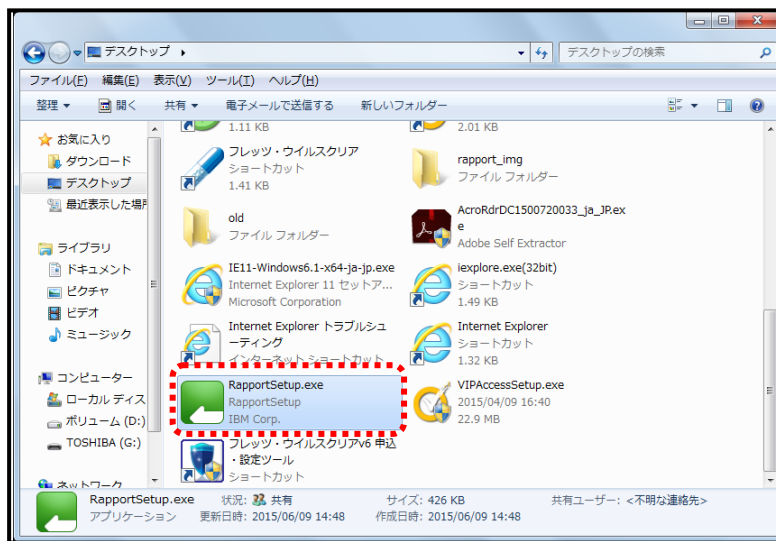 デスクトップ
デスクトップの検索
ファイル(F) 編集(E) 表示(V) ツール(T) ヘルプ(H)
整理 開く 共有 電子メールで送信する 新しいフォルダー
お気に入り
ダウンロード
デスクトップ
最近表示した場所
ライブラリ
ドキュメント
ピクチャ
ビデオ
ミュージック
コンピューター
ローカル ディス
ボリューム (D:)
TOSHIBA (G:)
ネットワーク
1.11 KB
2.01 KB
フレッツ・ウイルスクリア
ショートカット
1.41 KB
rapport_img
ファイル フォルダー
old
ファイル フォルダー
AcroRdrDC1500720033_ja_JP.ex
e
Adobe Self Extractor
IE11-Windows6.1-x64-ja-jp.exe
Internet Explorer 11 セットア...
Microsoft Corporation
iexplore.exe(32bit)
ショートカット
1.49 KB
Internet Explorer トラブルシュ
ーティング
インターネット ショートカット
Internet Explorer
ショートカット
1.32 KB
RapportSetup.exe
RapportSetup
IBM Corp.
VIPAccessSetup.exe
2015/04/09 16:40
22.9 MB
フレッツ・ウイルスクリアv6 申込
・設定ツール
ショートカット
RapportSetup.exe 状況: 共有 サイズ: 426 KB 共有ユーザー: <不明な連絡先>
アプリケーション 更新日時: 2015/06/09 14:48 作成日時: 2015/06/09 14:48